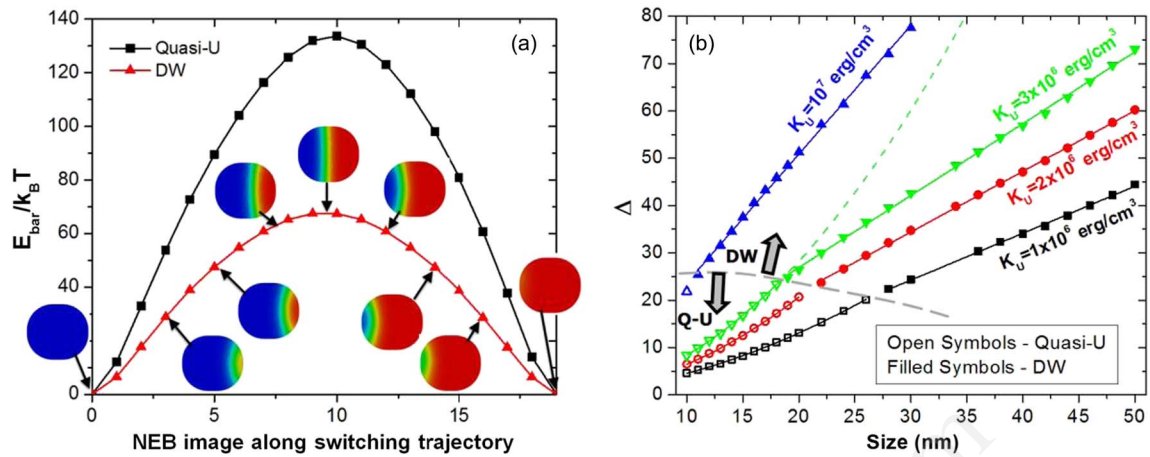 (a)
Quasi-U
DW
140
120
100
80
60
40
20
0
E_bar/k_BT
0
5
10
15
NEB image along switching trajectory
(b)
80
70
60
50
40
30
20
10
0
Δ
K_U=10^7 erg/cm^3
K_U=3x10^6 erg/cm^3
K_U=2x10^6 erg/cm^3
K_U=1x10^6 erg/cm^3
DW
Q-U
Open Symbols - Quasi-U
Filled Symbols - DW
10
15
20
25
30
35
40
45
50
Size (nm)